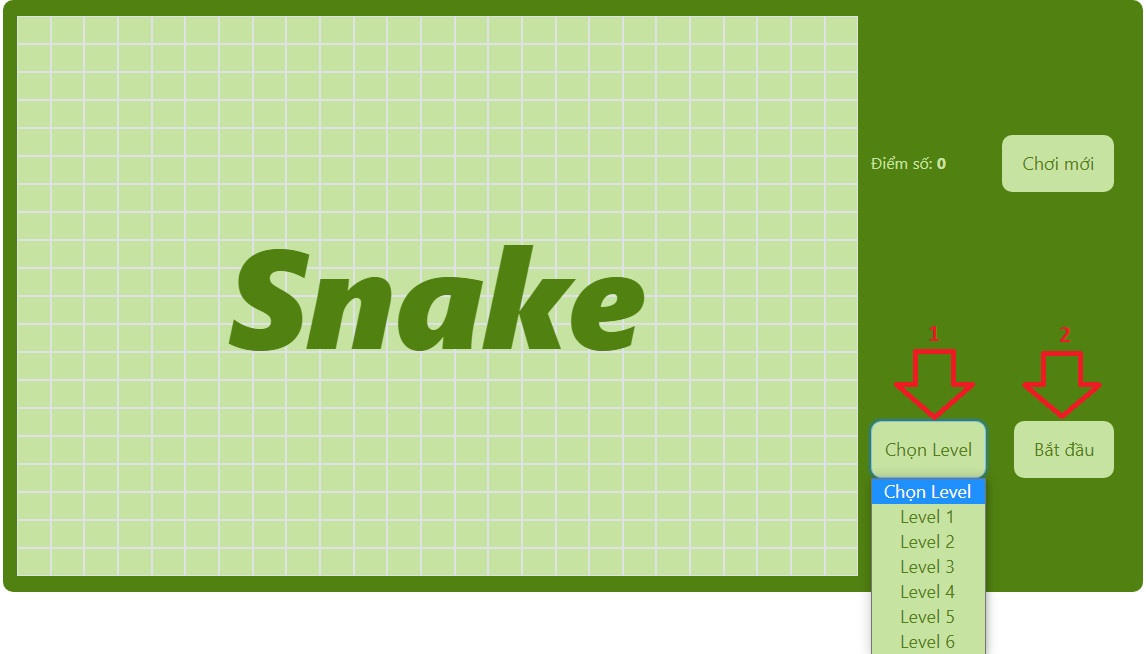 Điểm số: 0
Chơi mới
Snake
1
2
Chọn Level
Bắt đầu
Chọn Level
Level 1
Level 2
Level 3
Level 4
Level 5
Level 6